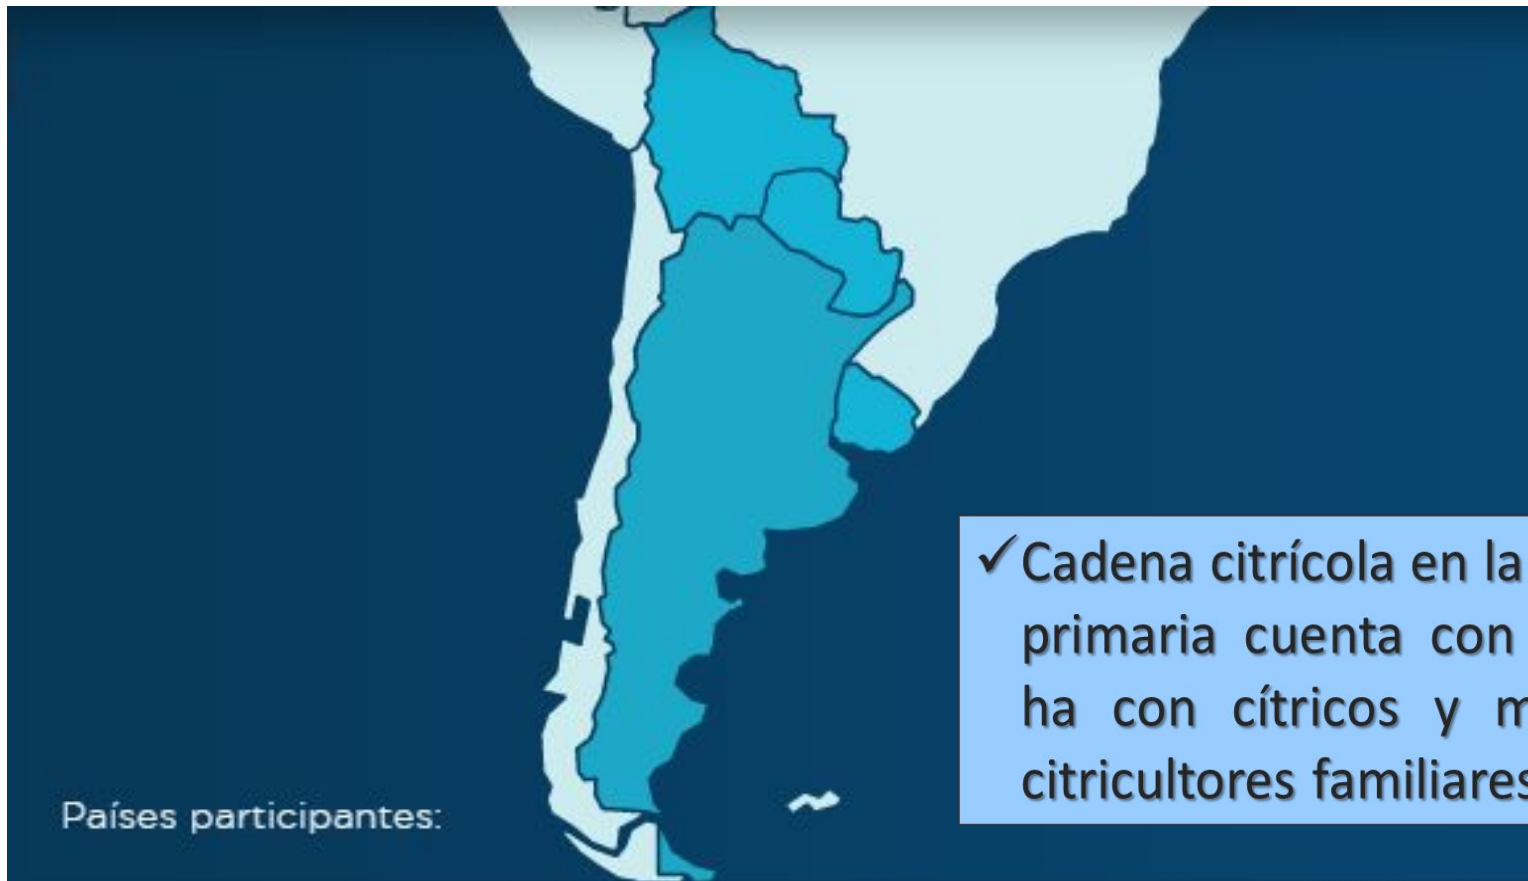 ✓Cadena citrícola en la
primaria cuenta con
ha con cítricos y m
citricultores familiares
Países participantes: